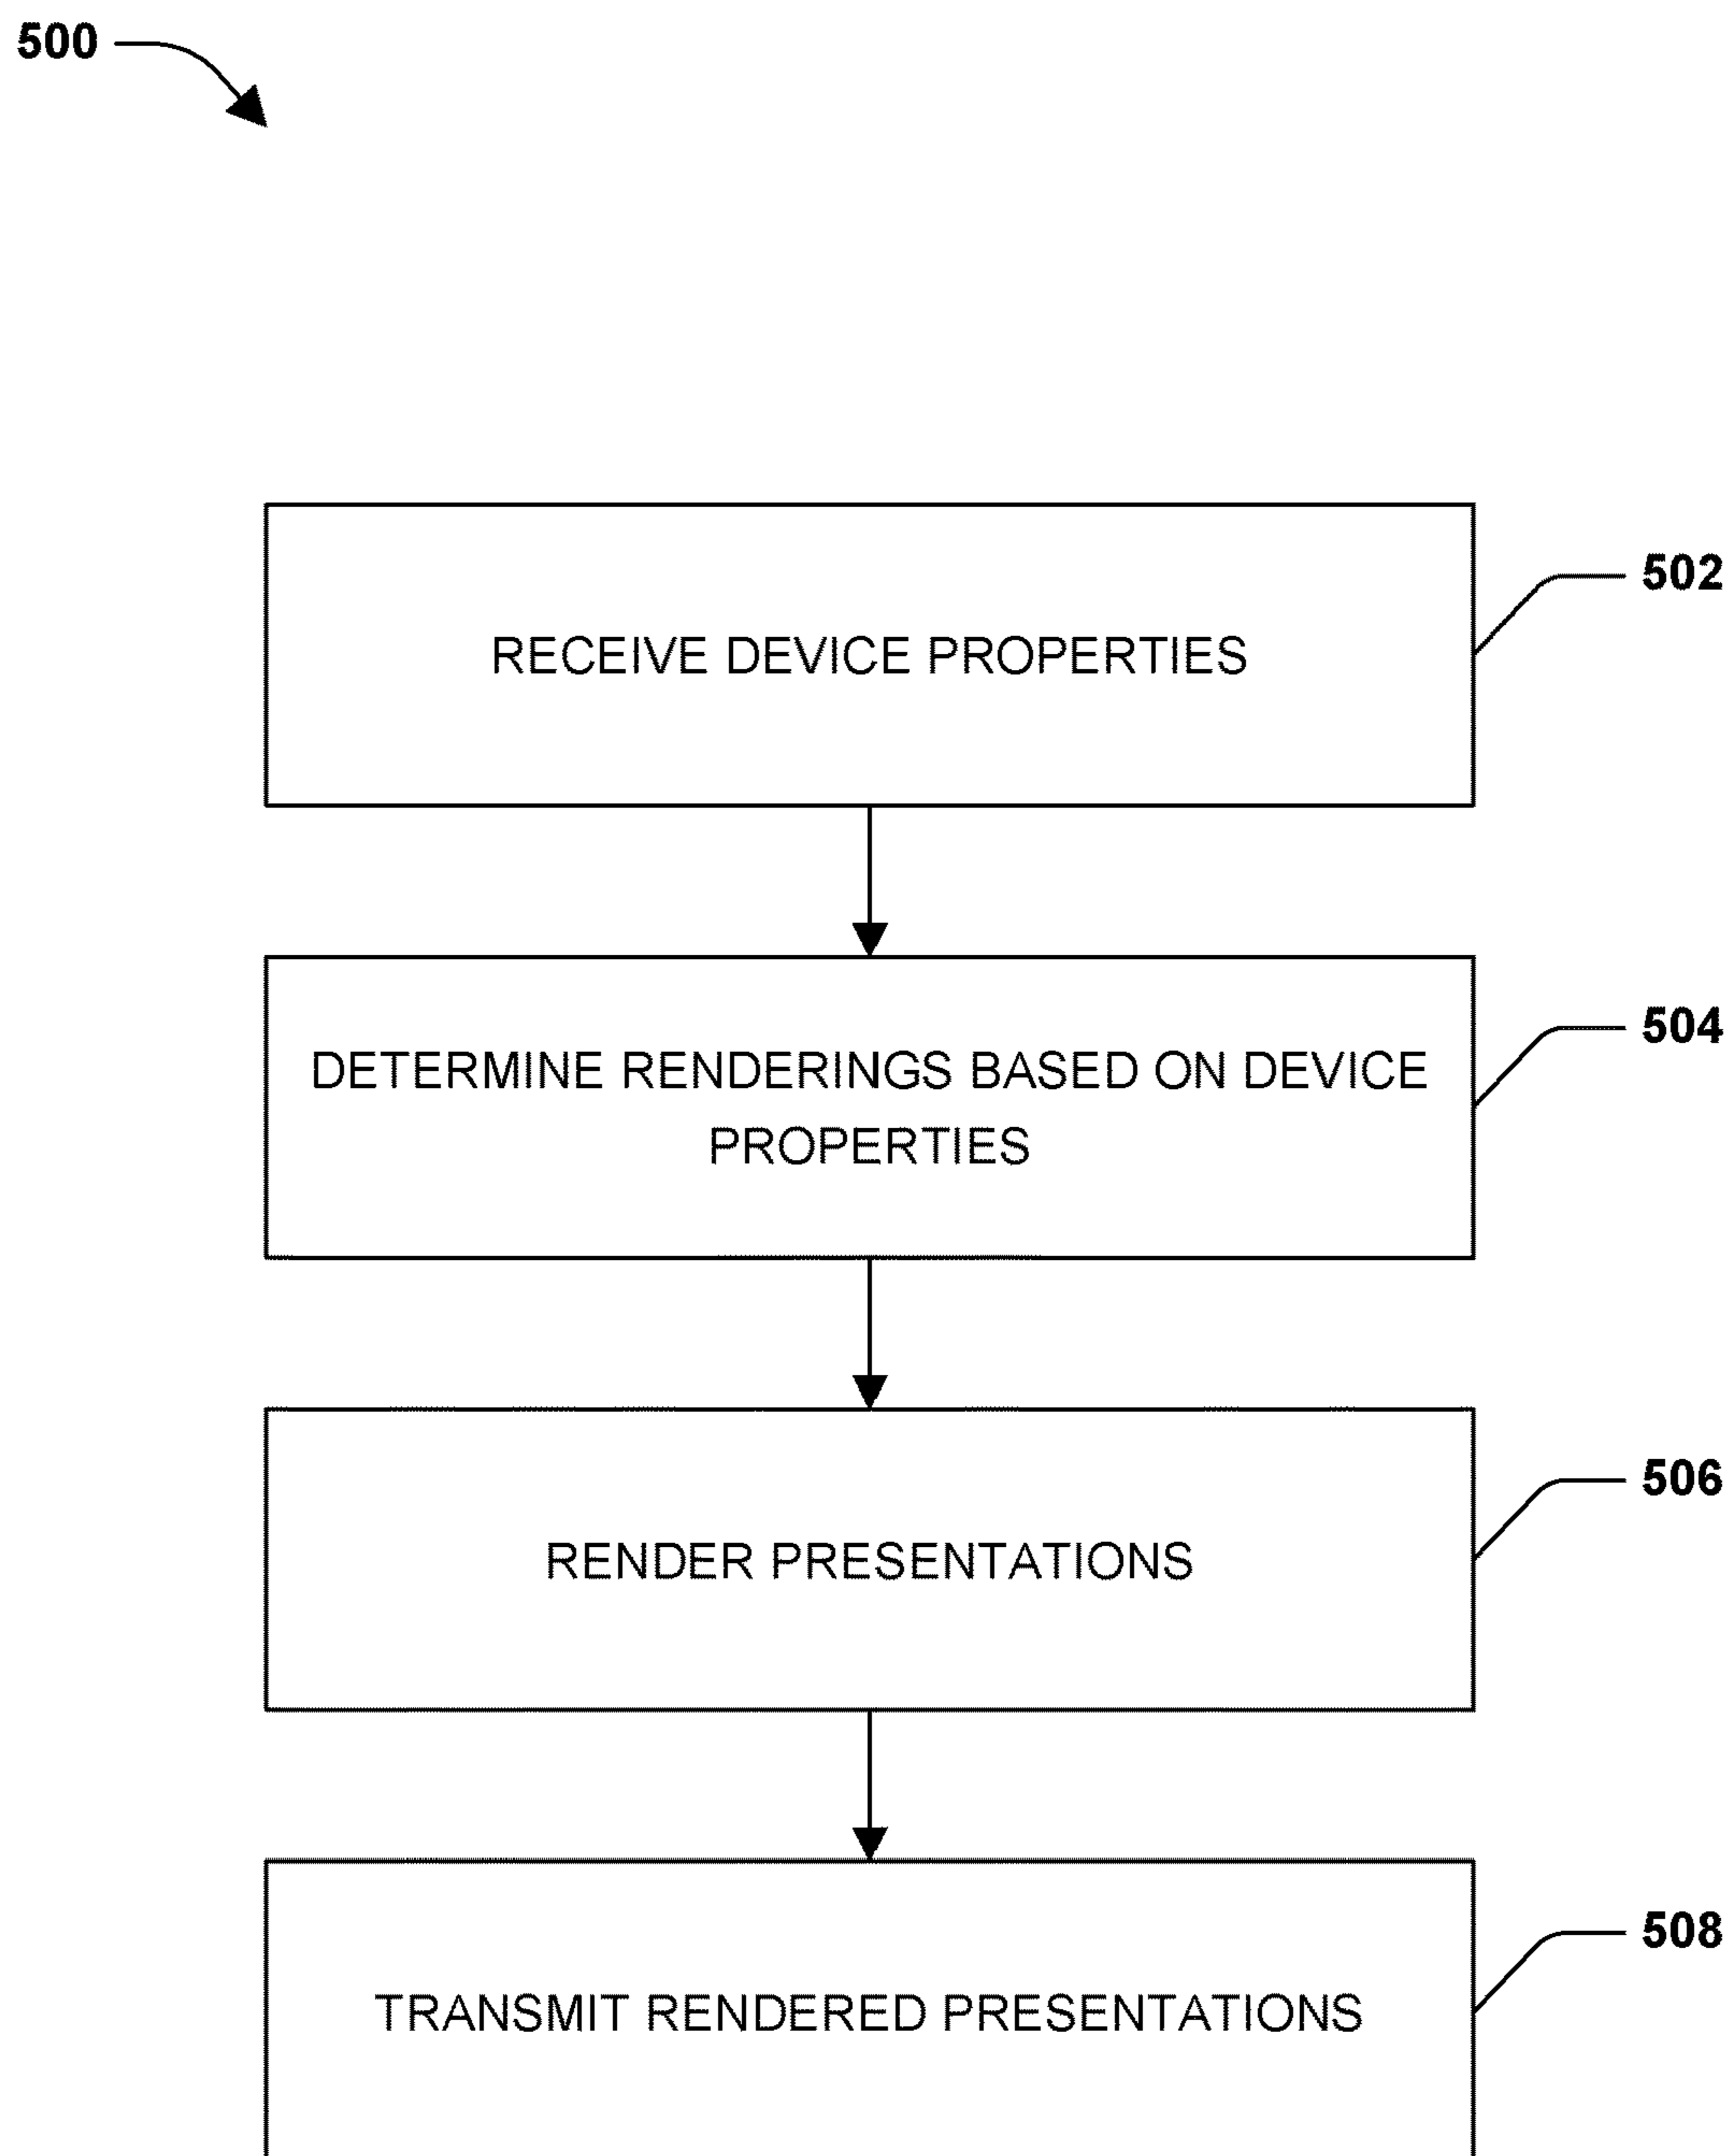 500
RECEIVE DEVICE PROPERTIES
502
DETERMINE RENDERINGS BASED ON DEVICE
PROPERTIES
504
RENDER PRESENTATIONS
506
TRANSMIT RENDERED PRESENTATIONS
508